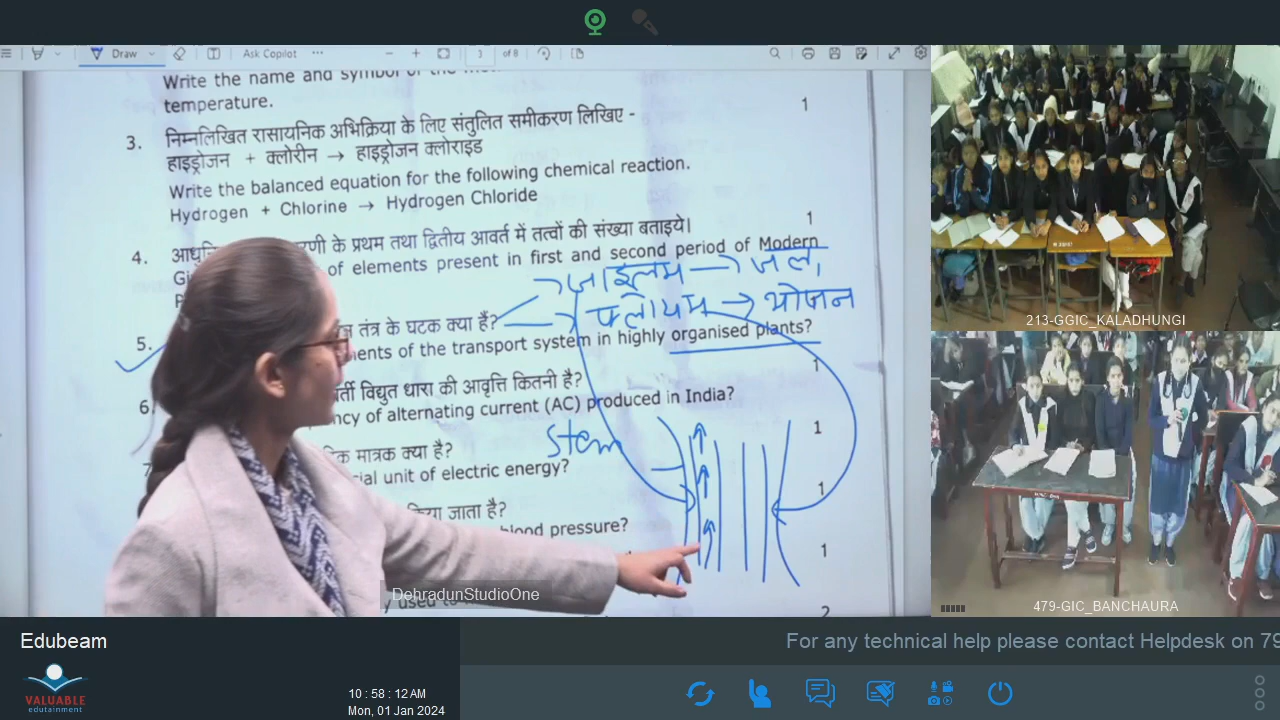 Draw
Ask Copilot
3
of 8
Write the name and symbol of the
temperature.
1
3.
निम्नलिखित रासायनिक अभिक्रिया के लिए संतुलित समीकरण लिखिए -
हाइड्रोजन + क्लोरीन → हाइड्रोजन क्लोराइड
Write the balanced equation for the following chemical reaction.
Hydrogen + Chlorine → Hydrogen Chloride
1
4.
के प्रथम तथा द्वितीय आवर्त में तत्वों की संख्या बताइये।
of elements present in first and second period of Modern
जाइलम → जल,
फ्लोयम → भोजन
5.
तंत्र के घटक क्या हैं?
of the transport system in highly organised plants?
1
6.
विद्युत धारा की आवृत्ति कितनी है?
of alternating current (AC) produced in India?
1
stem
मात्रक क्या है?
unit of electric energy?
1
किया जाता है?
blood pressure?
1
used
2
DehradunStudioOne
213-GGIC_KALADHUNGI
479-GIC_BANCHAURA
Edubeam
For any technical help please contact Helpdesk on 79
VALUABLE
edutainment
10 : 58 : 12 AM
Mon, 01 Jan 2024